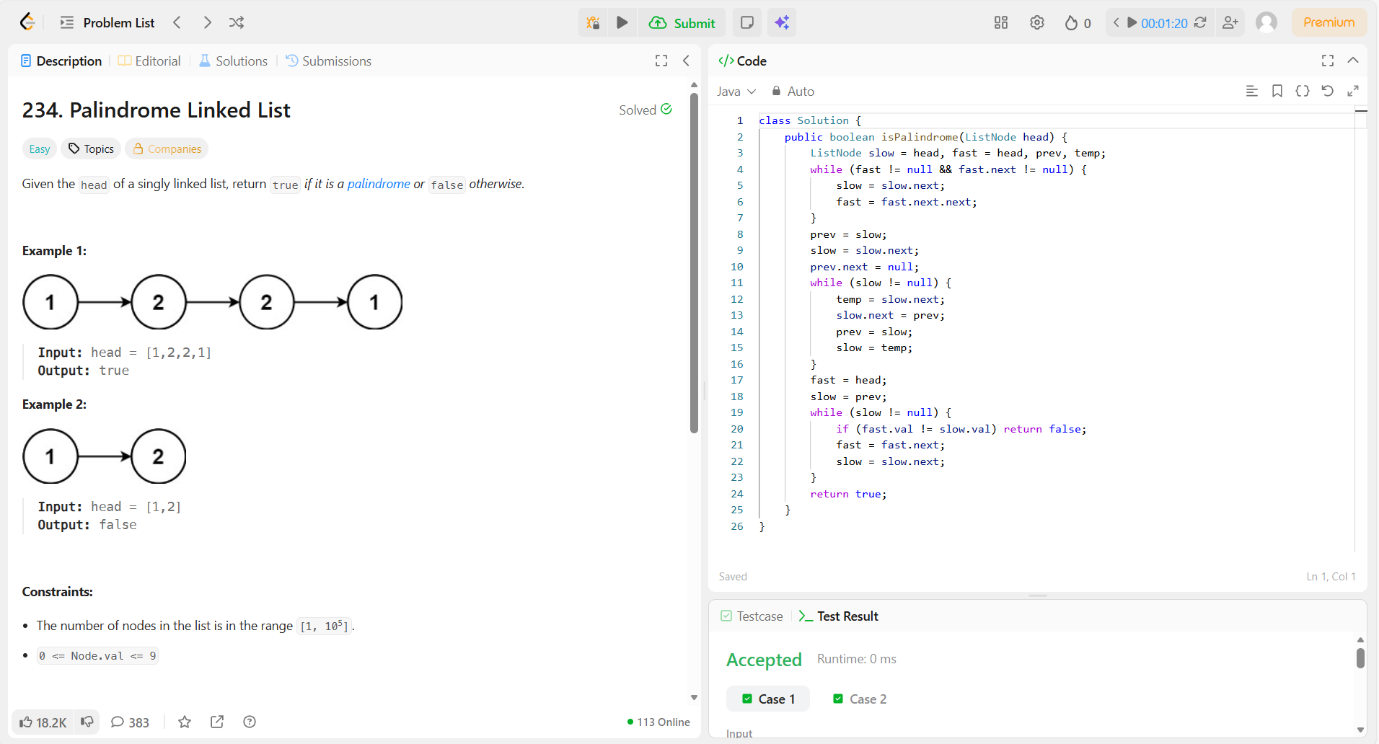 Problem List
Submit
0
00:01:20
Premium
Description
Editorial
Solutions
Submissions
234. Palindrome Linked List
Solved
Easy
Topics
Companies
Given the head of a singly linked list, return true if it is a palindrome or false otherwise.
Example 1:
1 2 2 1
Input: head = [1,2,2,1]
Output: true
Example 2:
1 2
Input: head = [1,2]
Output: false
Constraints:
• The number of nodes in the list is in the range [1, 10⁵].
• 0 <= Node.val <= 9
18.2K
383
113 Online
</> Code
Java
Auto
1 class Solution {
2     public boolean isPalindrome(ListNode head) {
3         ListNode slow = head, fast = head, prev, temp;
4         while (fast != null && fast.next != null) {
5             slow = slow.next;
6             fast = fast.next.next;
7         }
8         prev = slow;
9         slow = slow.next;
10         prev.next = null;
11         while (slow != null) {
12             temp = slow.next;
13             slow.next = prev;
14             prev = slow;
15             slow = temp;
16         }
17         fast = head;
18         slow = prev;
19         while (slow != null) {
20             if (fast.val != slow.val) return false;
21             fast = fast.next;
22             slow = slow.next;
23         }
24         return true;
25     }
26 }
Saved
Ln 1, Col 1
Testcase
Test Result
Accepted
Runtime: 0 ms
Case 1
Case 2
Input